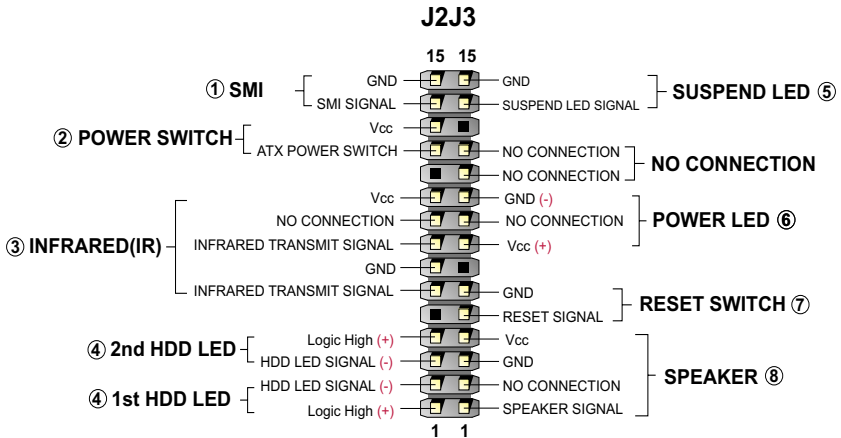 J2J3
15 15
GND
GND
① SMI
SUSPEND LED ⑤
SMI SIGNAL
SUSPEND LED SIGNAL
Vcc
② POWER SWITCH
ATX POWER SWITCH
NO CONNECTION
NO CONNECTION
NO CONNECTION
Vcc
GND (-)
NO CONNECTION
NO CONNECTION
POWER LED ⑥
③ INFRARED(IR)
INFRARED TRANSMIT SIGNAL
Vcc (+)
GND
INFRARED TRANSMIT SIGNAL
GND
RESET SWITCH ⑦
RESET SIGNAL
Logic High (+)
Vcc
④ 2nd HDD LED
HDD LED SIGNAL (-)
GND
SPEAKER ⑧
HDD LED SIGNAL (-)
NO CONNECTION
④ 1st HDD LED
Logic High (+)
SPEAKER SIGNAL
1 1